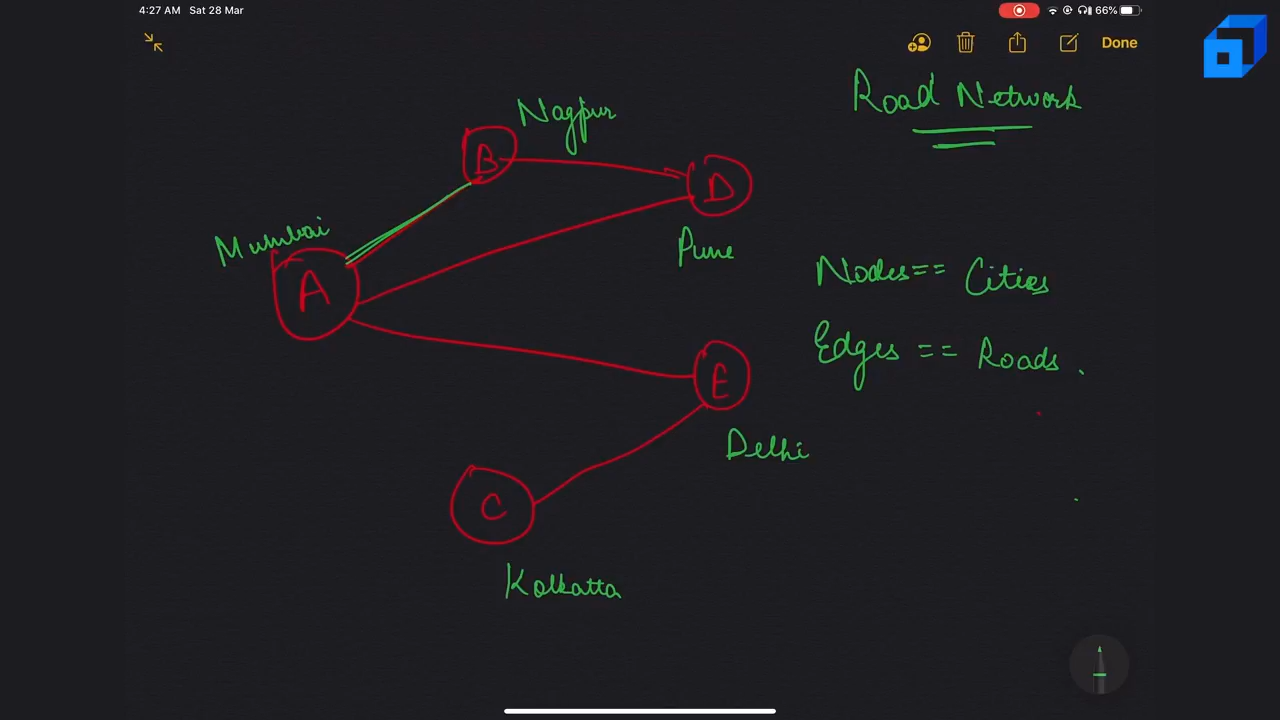 4:27 AM Sat 28 Mar
66%
Done
Road Network
Nagpur
B
D
Mumbai
Pune
A
Nodes== Cities
Edges == Roads.
E
Delhi
C
Kolkatta